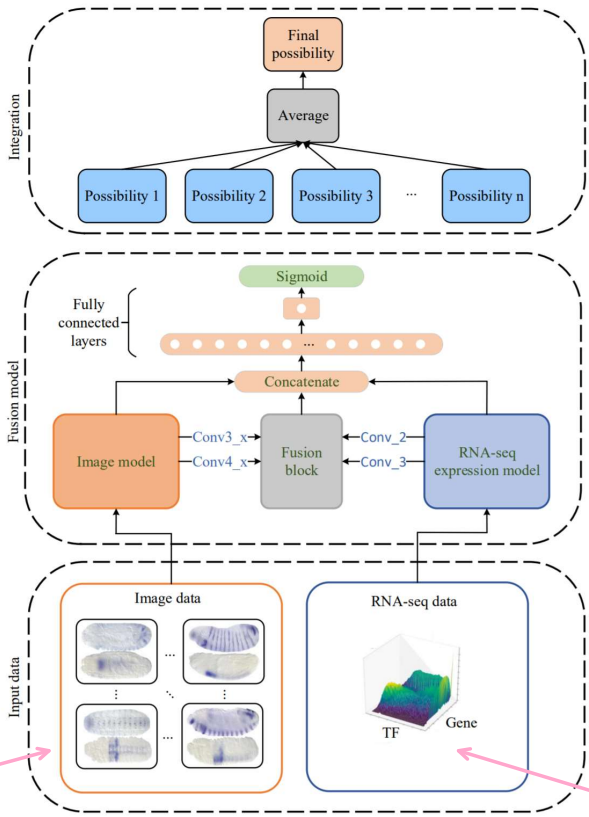 Final
possibility
Average
Integration
Possibility 1
Possibility 2
Possibility 3
...
Possibility n
Sigmoid
Fully
connected
layers
...
Concatenate
Fusion model
Image model
Conv3_x
Conv4_x
Fusion
block
Conv_2
Conv_3
RNA-seq
expression model
Input data
Image data
RNA-seq data
TF
Gene